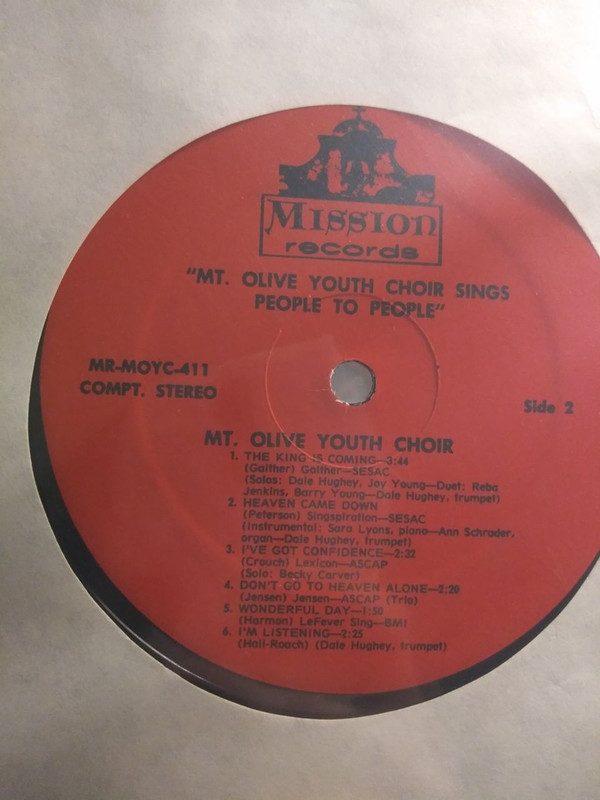 MISSION
records
"MT. OLIVE YOUTH CHOIR SINGS
PEOPLE TO PEOPLE"
MR-MOYC-411
COMPT. STEREO
Side 2
MT. OLIVE YOUTH CHOIR
1. THE KING IS COMING—3:44
(Gaither) Gaither—SESAC
(Solos: Dale Hughey, Joy Young—Duet: Reba
Jenkins, Barry Young—Dale Hughey, trumpet)
2. HEAVEN CAME DOWN
(Peterson) Singspiration—SESAC
(Instrumental: Sara Lyons, piano—Ann Schrader,
organ—Dale Hughey, trumpet)
3. I'VE GOT CONFIDENCE—2:32
(Crouch) Lexicon—ASCAP
(Solo: Becky Carver)
4. DON'T GO TO HEAVEN ALONE—2:20
(Jensen) Jensen—ASCAP (Trio)
5. WONDERFUL DAY—1:50
(Harmon) LeFever Sing—BMI
6. I'M LISTENING—2:25
(Hall-Roach) (Dale Hughey, trumpet)